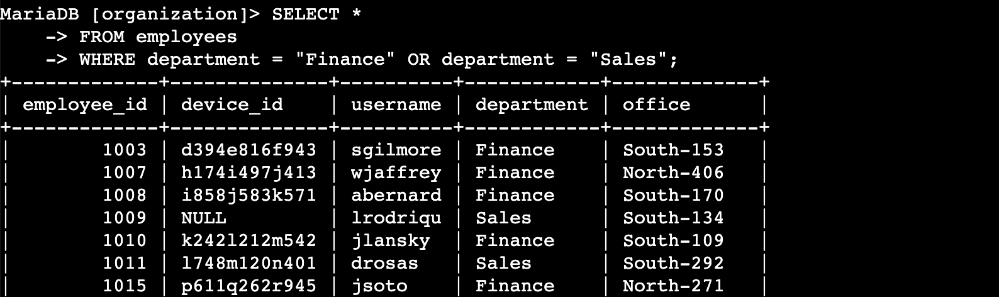 MariaDB [organization]> SELECT *
    -> FROM employees
    -> WHERE department = "Finance" OR department = "Sales";
+-------------+--------------+----------+------------+-------------+
| employee_id | device_id    | username | department | office      |
+-------------+--------------+----------+------------+-------------+
|        1003 | d394e816f943 | sgilmore | Finance    | South-153   |
|        1007 | h174i497j413 | wjaffrey | Finance    | North-406   |
|        1008 | i858j583k571 | abernard | Finance    | South-170   |
|        1009 | NULL         | lrodriqu | Sales      | South-134   |
|        1010 | k242l212m542 | jlansky  | Finance    | South-109   |
|        1011 | l748m120n401 | drosas   | Sales      | South-292   |
|        1015 | p611q262r945 | jsoto    | Finance    | North-271   |